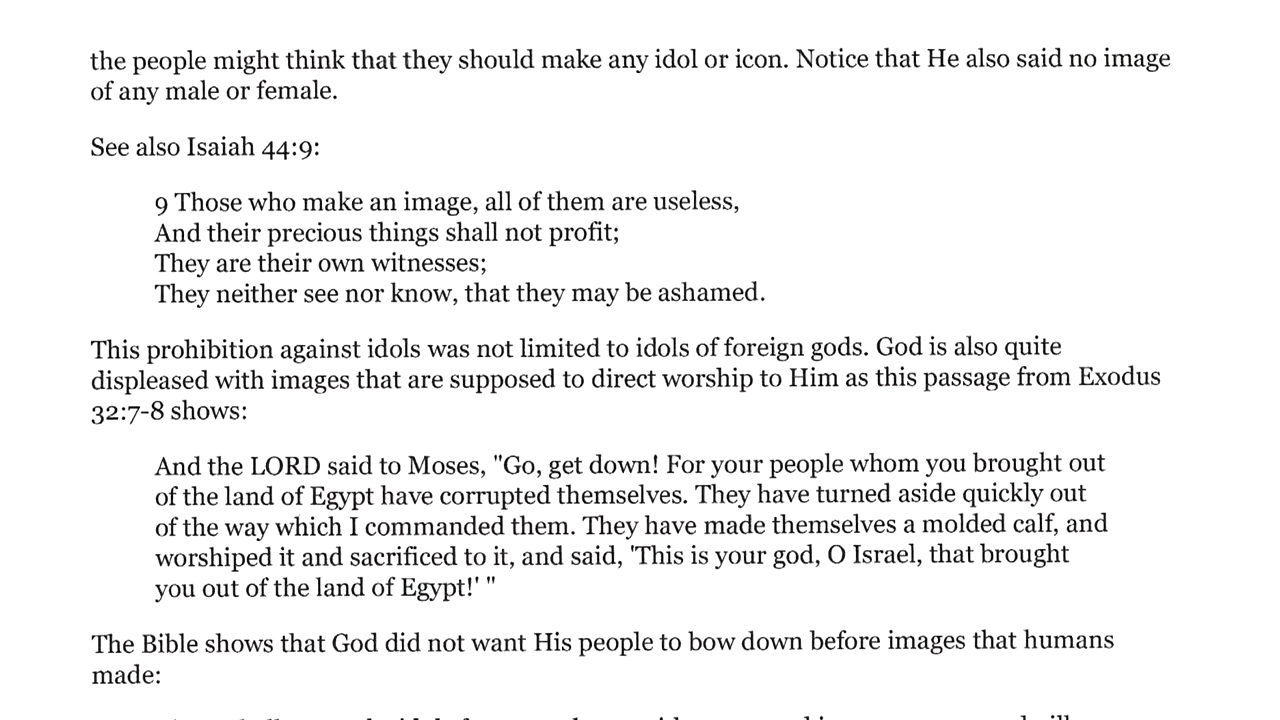 the people might think that they should make any idol or icon. Notice that He also said no image
of any male or female.
See also Isaiah 44:9:
9 Those who make an image, all of them are useless,
And their precious things shall not profit;
They are their own witnesses;
They neither see nor know, that they may be ashamed.
This prohibition against idols was not limited to idols of foreign gods. God is also quite
displeased with images that are supposed to direct worship to Him as this passage from Exodus
32:7-8 shows:
And the LORD said to Moses, "Go, get down! For your people whom you brought out
of the land of Egypt have corrupted themselves. They have turned aside quickly out
of the way which I commanded them. They have made themselves a molded calf, and
worshiped it and sacrificed to it, and said, 'This is your god, O Israel, that brought
you out of the land of Egypt!' "
The Bible shows that God did not want His people to bow down before images that humans
made: